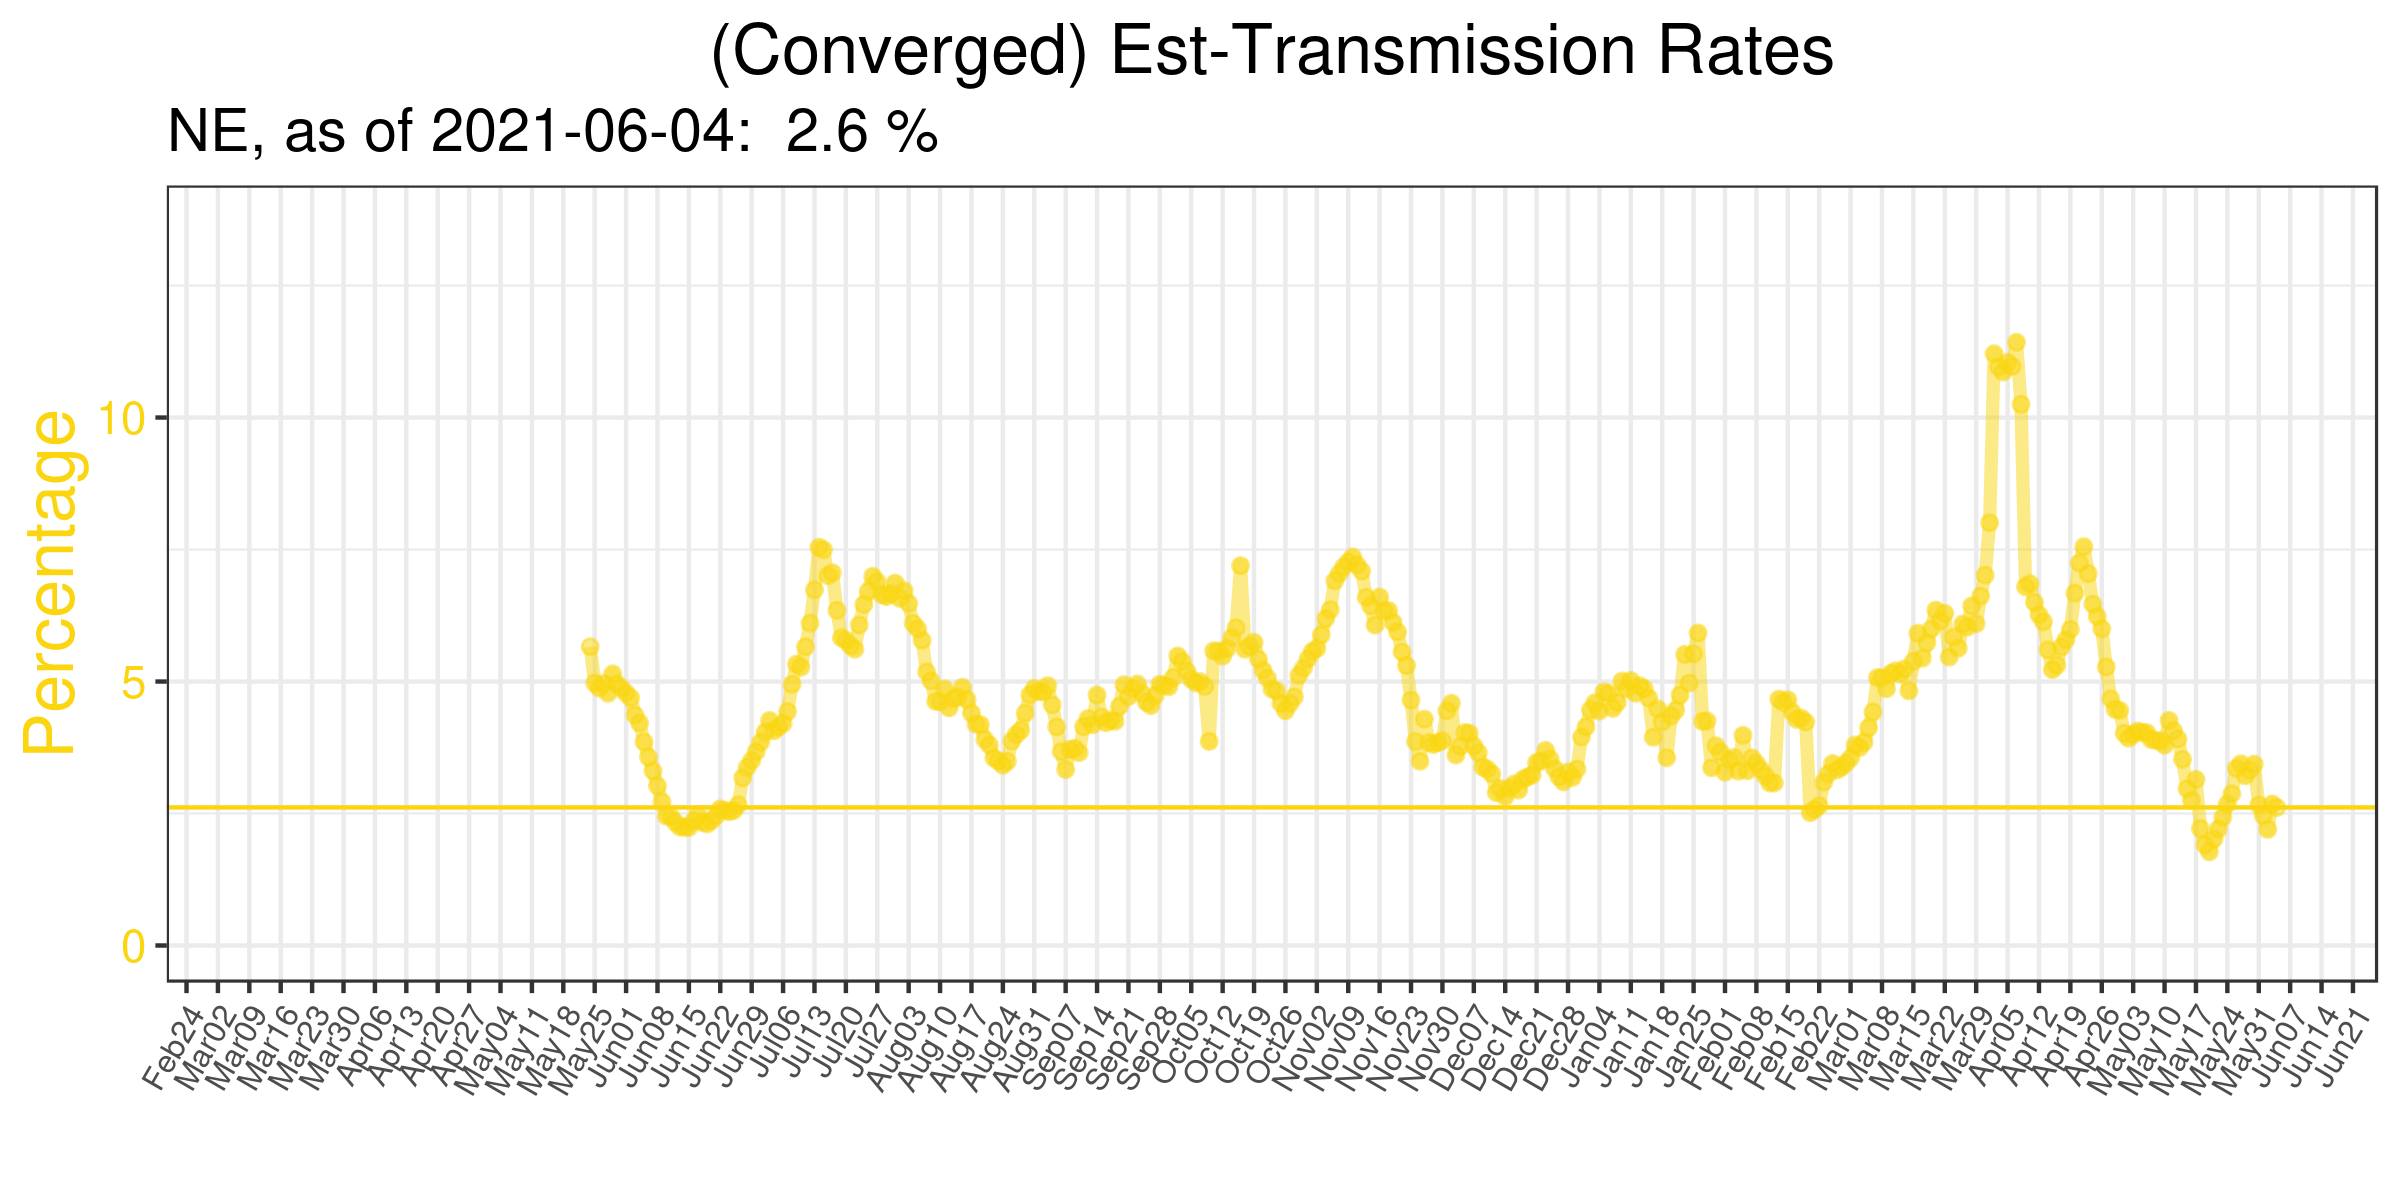 (Converged) Est-Transmission Rates
NE, as of 2021-06-04:  2.6 %
Percentage
10
5
0
Feb24
Mar02
Mar09
Mar16
Mar23
Mar30
Apr06
Apr13
Apr20
Apr27
May04
May11
May18
May25
Jun01
Jun08
Jun15
Jun22
Jun29
Jul06
Jul13
Jul20
Jul27
Aug03
Aug10
Aug17
Aug24
Aug31
Sep07
Sep14
Sep21
Sep28
Oct05
Oct12
Oct19
Oct26
Nov02
Nov09
Nov16
Nov23
Nov30
Dec07
Dec14
Dec21
Dec28
Jan04
Jan11
Jan18
Jan25
Feb01
Feb08
Feb15
Feb22
Mar01
Mar08
Mar15
Mar22
Mar29
Apr05
Apr12
Apr19
Apr26
May03
May10
May17
May24
May31
Jun07
Jun14
Jun21